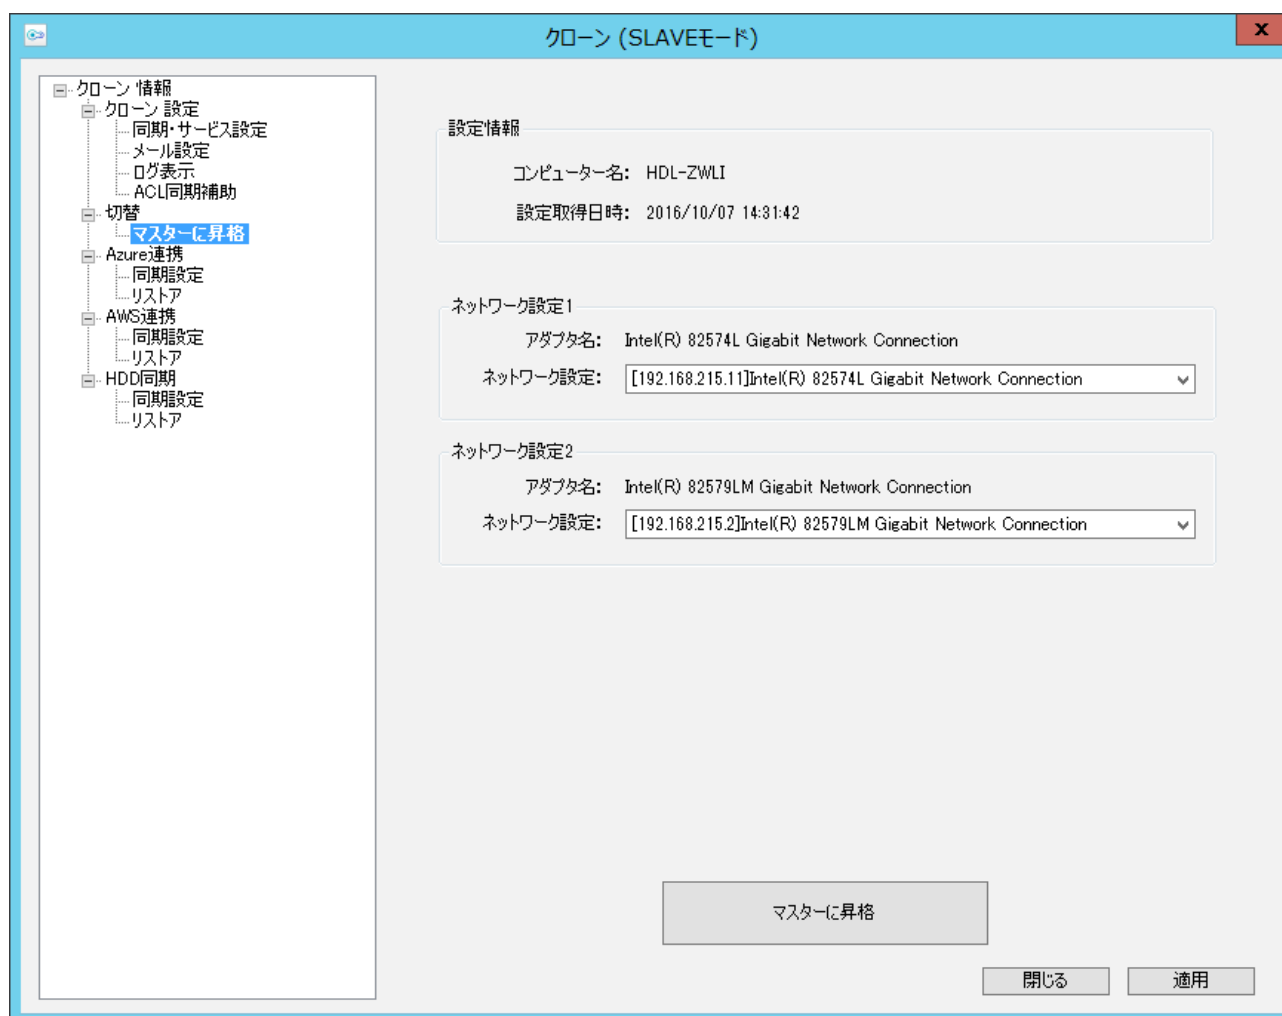 クローン (SLAVEモード)
x
クローン 情報
クローン 設定
同期・サービス設定
メール設定
ログ表示
ACL同期補助
切替
マスターに昇格
Azure連携
同期設定
リストア
AWS連携
同期設定
リストア
HDD同期
同期設定
リストア
設定情報
コンピューター名: HDL-ZWLI
設定取得日時: 2016/10/07 14:31:42
ネットワーク設定1
アダプタ名: Intel(R) 82574L Gigabit Network Connection
ネットワーク設定: [192.168.215.11]Intel(R) 82574L Gigabit Network Connection
ネットワーク設定2
アダプタ名: Intel(R) 82579LM Gigabit Network Connection
ネットワーク設定: [192.168.215.2]Intel(R) 82579LM Gigabit Network Connection
マスターに昇格
閉じる 適用